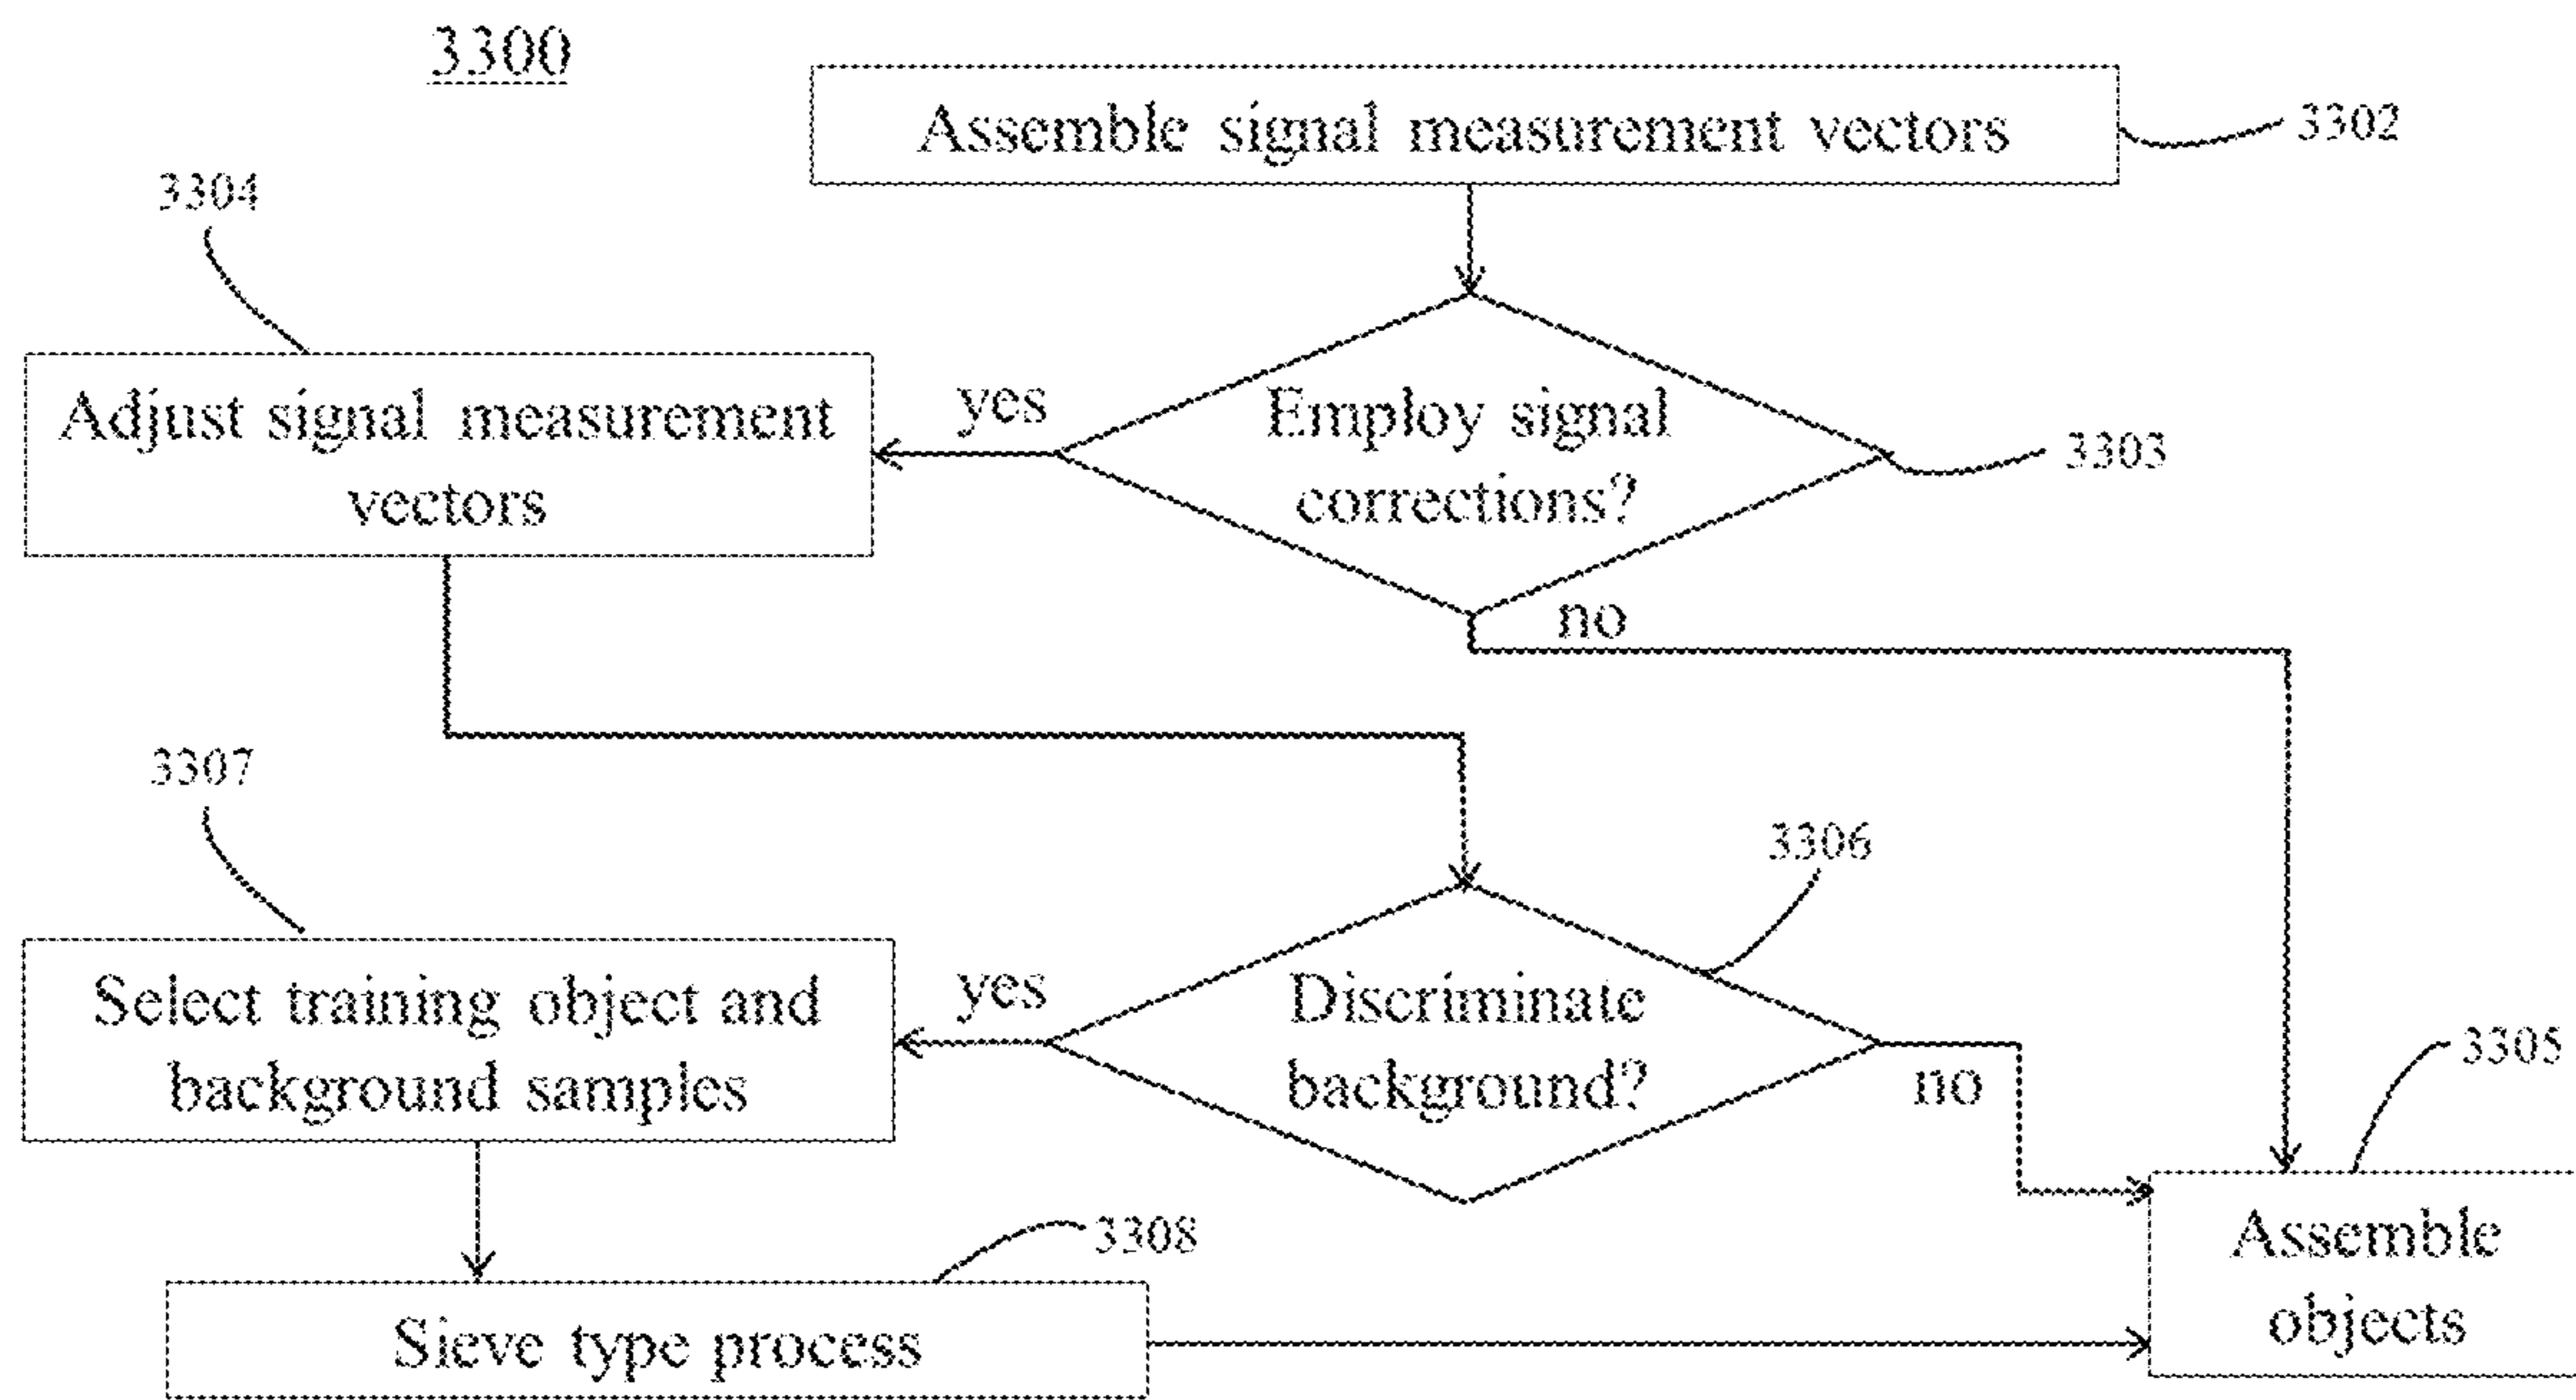 3300
Assemble signal measurement vectors
3302
3304
Adjust signal measurement
vectors
yes
Employ signal
corrections?
3303
no
3307
3306
Select training object and
background samples
yes
Discriminate
background?
no
3305
3308
Sieve type process
Assemble
objects